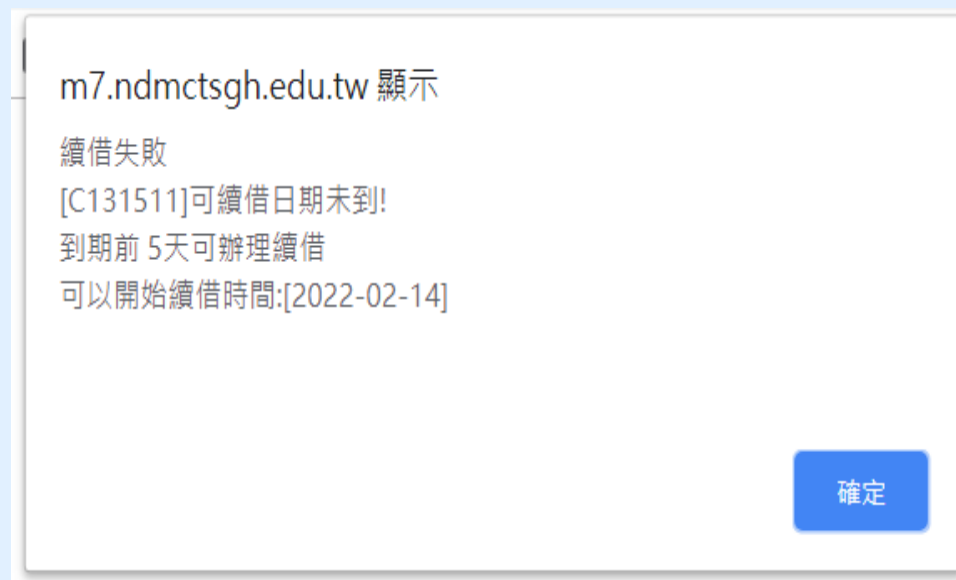 m7.ndmctsgh.edu.tw 顯示
續借失敗
[C131511]可續借日期未到!
到期前 5天可辦理續借
可以開始續借時間:[2022-02-14]
確定